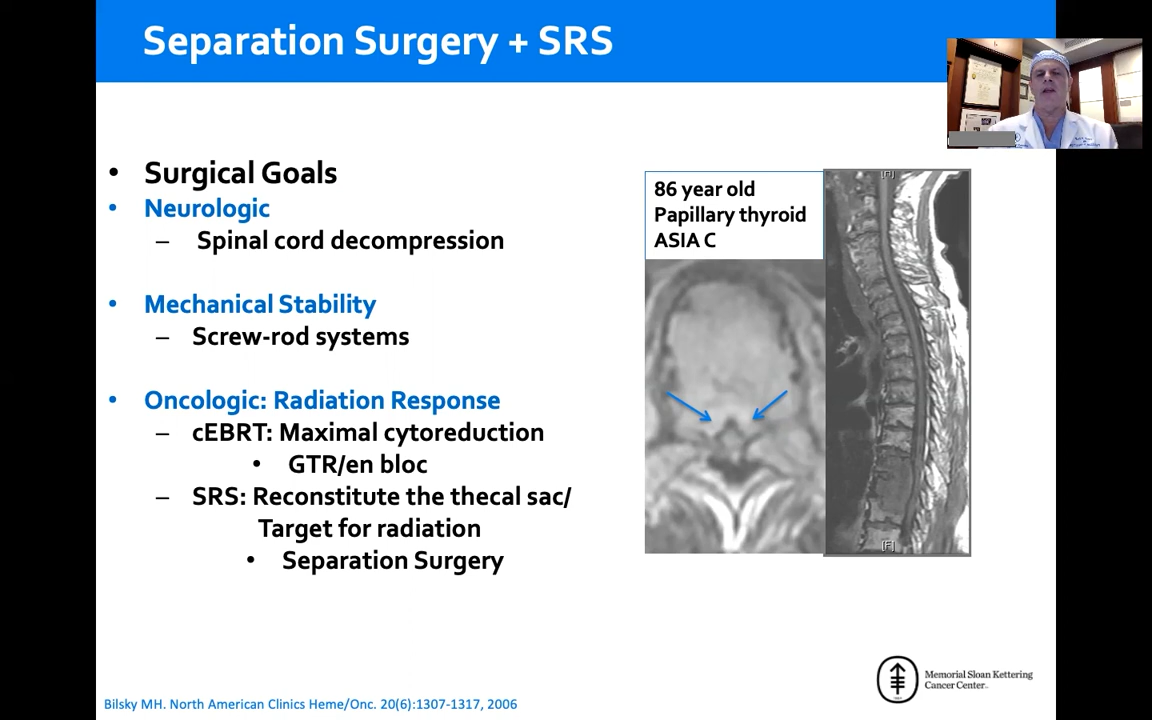 Separation Surgery + SRS
• Surgical Goals
• Neurologic
– Spinal cord decompression
• Mechanical Stability
– Screw-rod systems
• Oncologic: Radiation Response
– cEBRT: Maximal cytoreduction
• GTR/en bloc
– SRS: Reconstitute the thecal sac/
Target for radiation
• Separation Surgery
86 year old
Papillary thyroid
ASIA C
[H]
[F]
Memorial Sloan Kettering
Cancer Center
Bilsky MH. North American Clinics Heme/Onc. 20(6):1307-1317, 2006